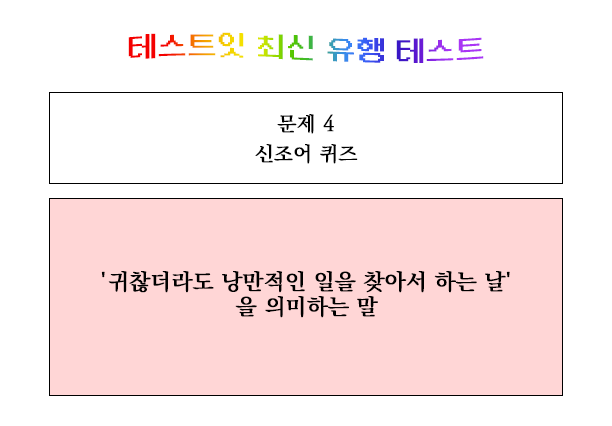 테스트잇 최신 유행 테스트
문제 4
신조어 퀴즈
'귀찮더라도 낭만적인 일을 찾아서 하는 날'
을 의미하는 말